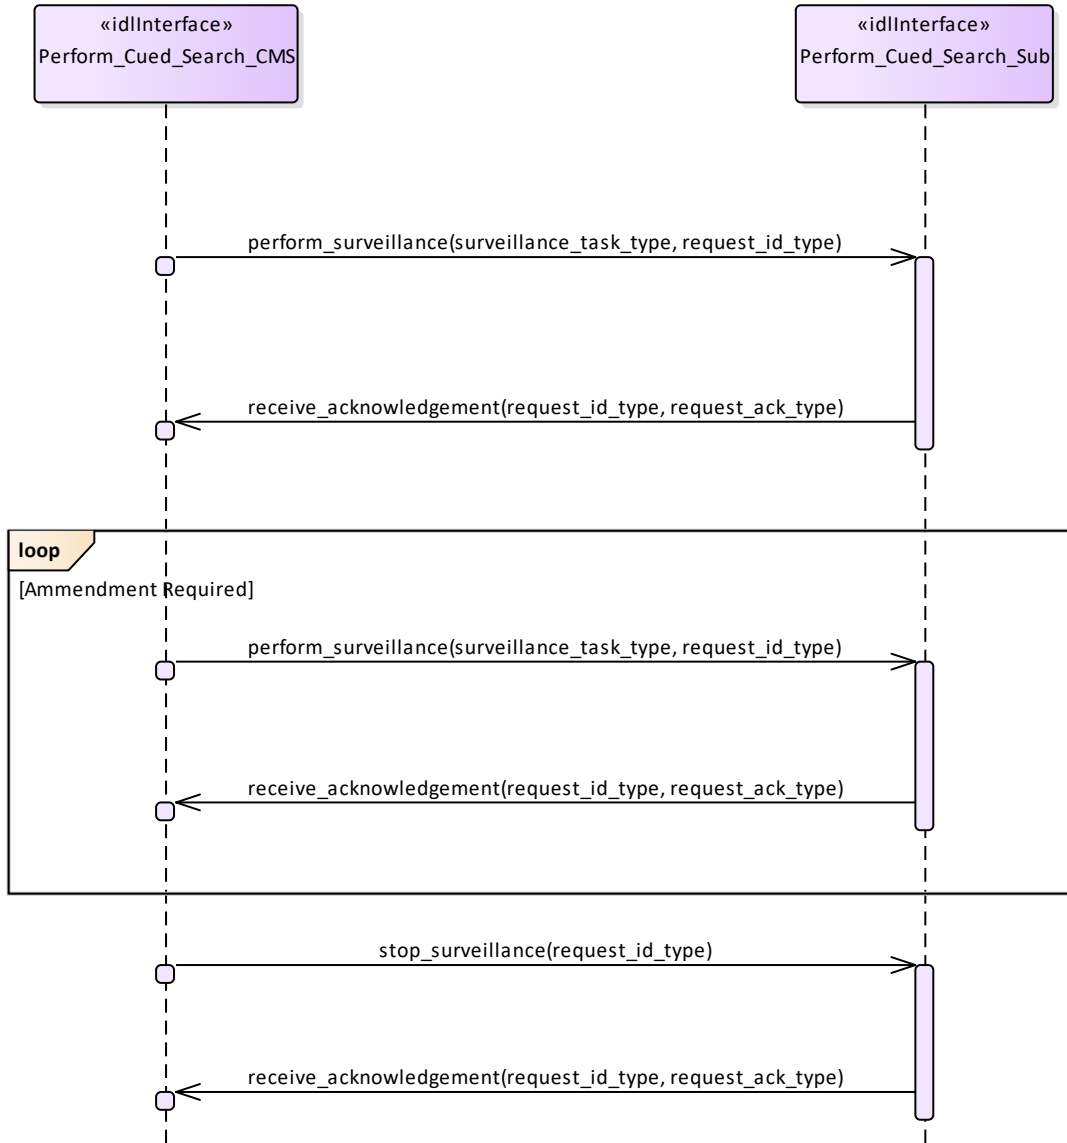 «idlInterface»
Perform_Cued_Search_CMS
«idlInterface»
Perform_Cued_Search_Sub
perform_surveillance(surveillance_task_type, request_id_type)
receive_acknowledgement(request_id_type, request_ack_type)
loop
[Ammendment Required]
perform_surveillance(surveillance_task_type, request_id_type)
receive_acknowledgement(request_id_type, request_ack_type)
stop_surveillance(request_id_type)
receive_acknowledgement(request_id_type, request_ack_type)